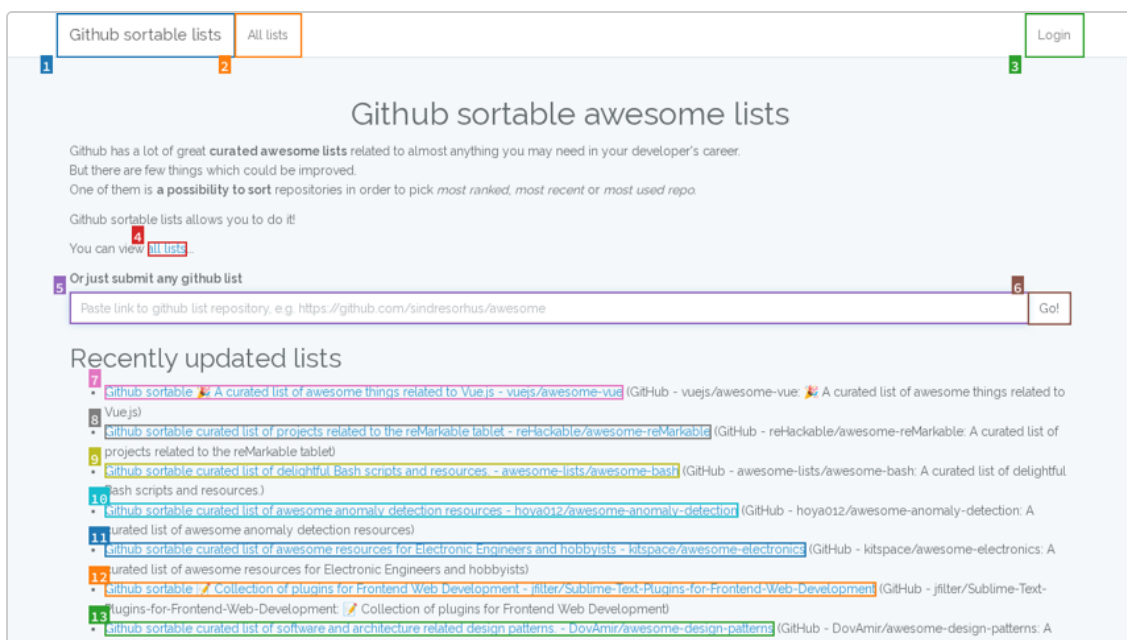 Github sortable lists All lists Login
1 2 3
Github sortable awesome lists
Github has a lot of great curated awesome lists related to almost anything you may need in your developer's career.
But there are few things which could be improved.
One of them is a possibility to sort repositories in order to pick most ranked, most recent or most used repo.
Github sortable lists allows you to do it!
4
You can view all lists...
Or just submit any github list
5 6
Paste link to github list repository, e.g. https://github.com/sindresorhus/awesome Go!
Recently updated lists
7
• Github sortable 🎉 A curated list of awesome things related to Vue.js - vuejs/awesome-vue (GitHub - vuejs/awesome-vue: 🎉 A curated list of awesome things related to
Vue.js)
8
• Github sortable curated list of projects related to the reMarkable tablet - reHackable/awesome-reMarkable (GitHub - reHackable/awesome-reMarkable: A curated list of
projects related to the reMarkable tablet)
9
• Github sortable curated list of delightful Bash scripts and resources. - awesome-lists/awesome-bash (GitHub - awesome-lists/awesome-bash: A curated list of delightful
Bash scripts and resources.)
10
• Github sortable curated list of awesome anomaly detection resources - hoya012/awesome-anomaly-detection (GitHub - hoya012/awesome-anomaly-detection: A
curated list of awesome anomaly detection resources)
11
• Github sortable curated list of awesome resources for Electronic Engineers and hobbyists - kitspace/awesome-electronics (GitHub - kitspace/awesome-electronics: A
curated list of awesome resources for Electronic Engineers and hobbyists)
12
• Github sortable 📝 Collection of plugins for Frontend Web Development - jfilter/Sublime-Text-Plugins-for-Frontend-Web-Development (GitHub - jfilter/Sublime-Text-
Plugins-for-Frontend-Web-Development: 📝 Collection of plugins for Frontend Web Development)
13
• Github sortable curated list of software and architecture related design patterns. - DovAmir/awesome-design-patterns (GitHub - DovAmir/awesome-design-patterns: A